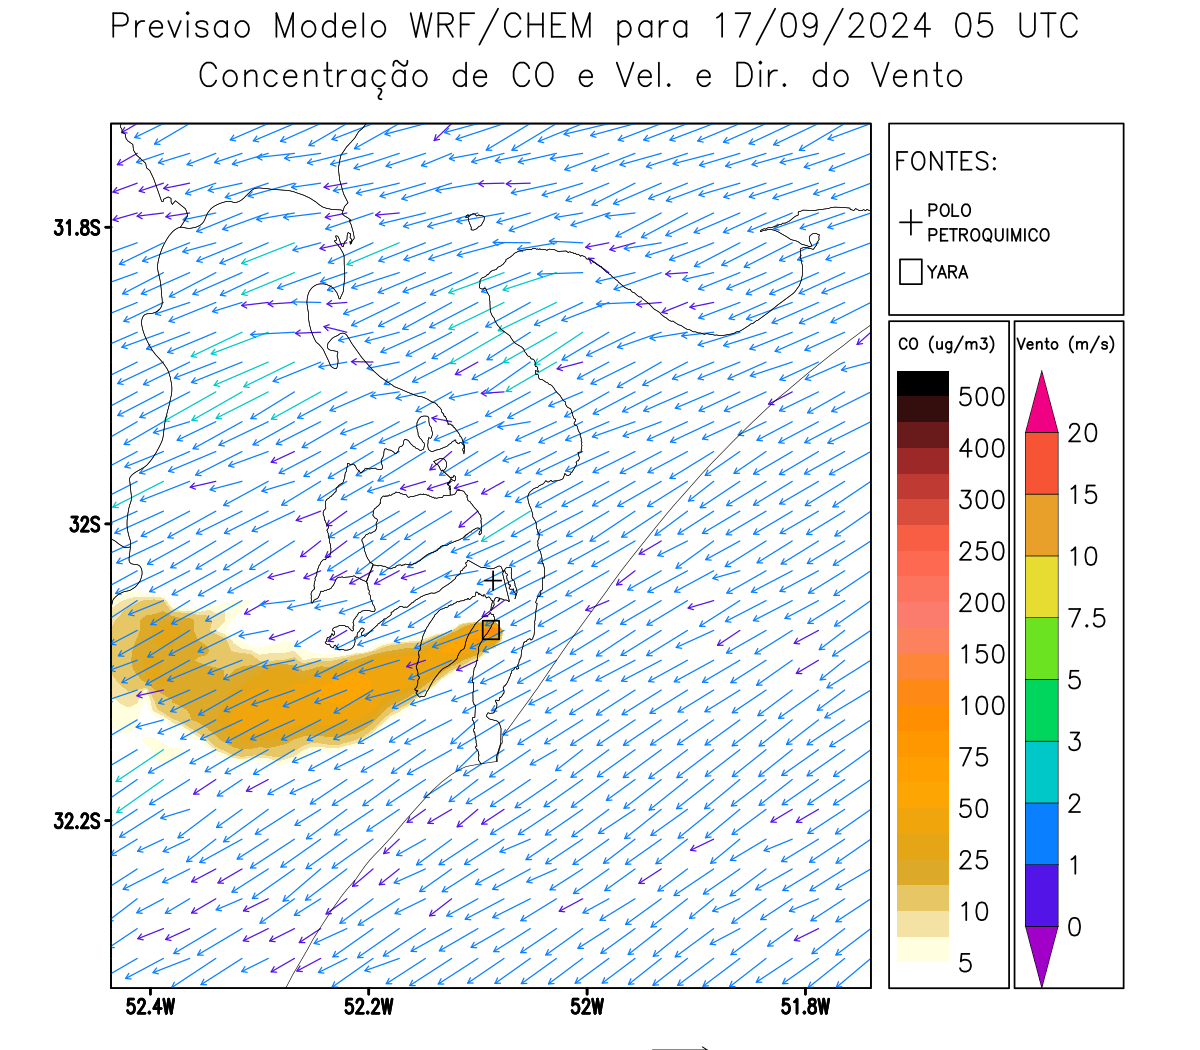 Previsao Modelo WRF/CHEM para 17/09/2024 05 UTC
Concentração de CO e Vel. e Dir. do Vento
FONTES:
POLO
PETROQUIMICO
YARA
31.8S
32S
32.2S
52.4W
52.2W
52W
51.8W
CO (ug/m3)
500
400
300
250
200
150
100
75
50
25
10
5
Vento (m/s)
20
15
10
7.5
5
3
2
1
0